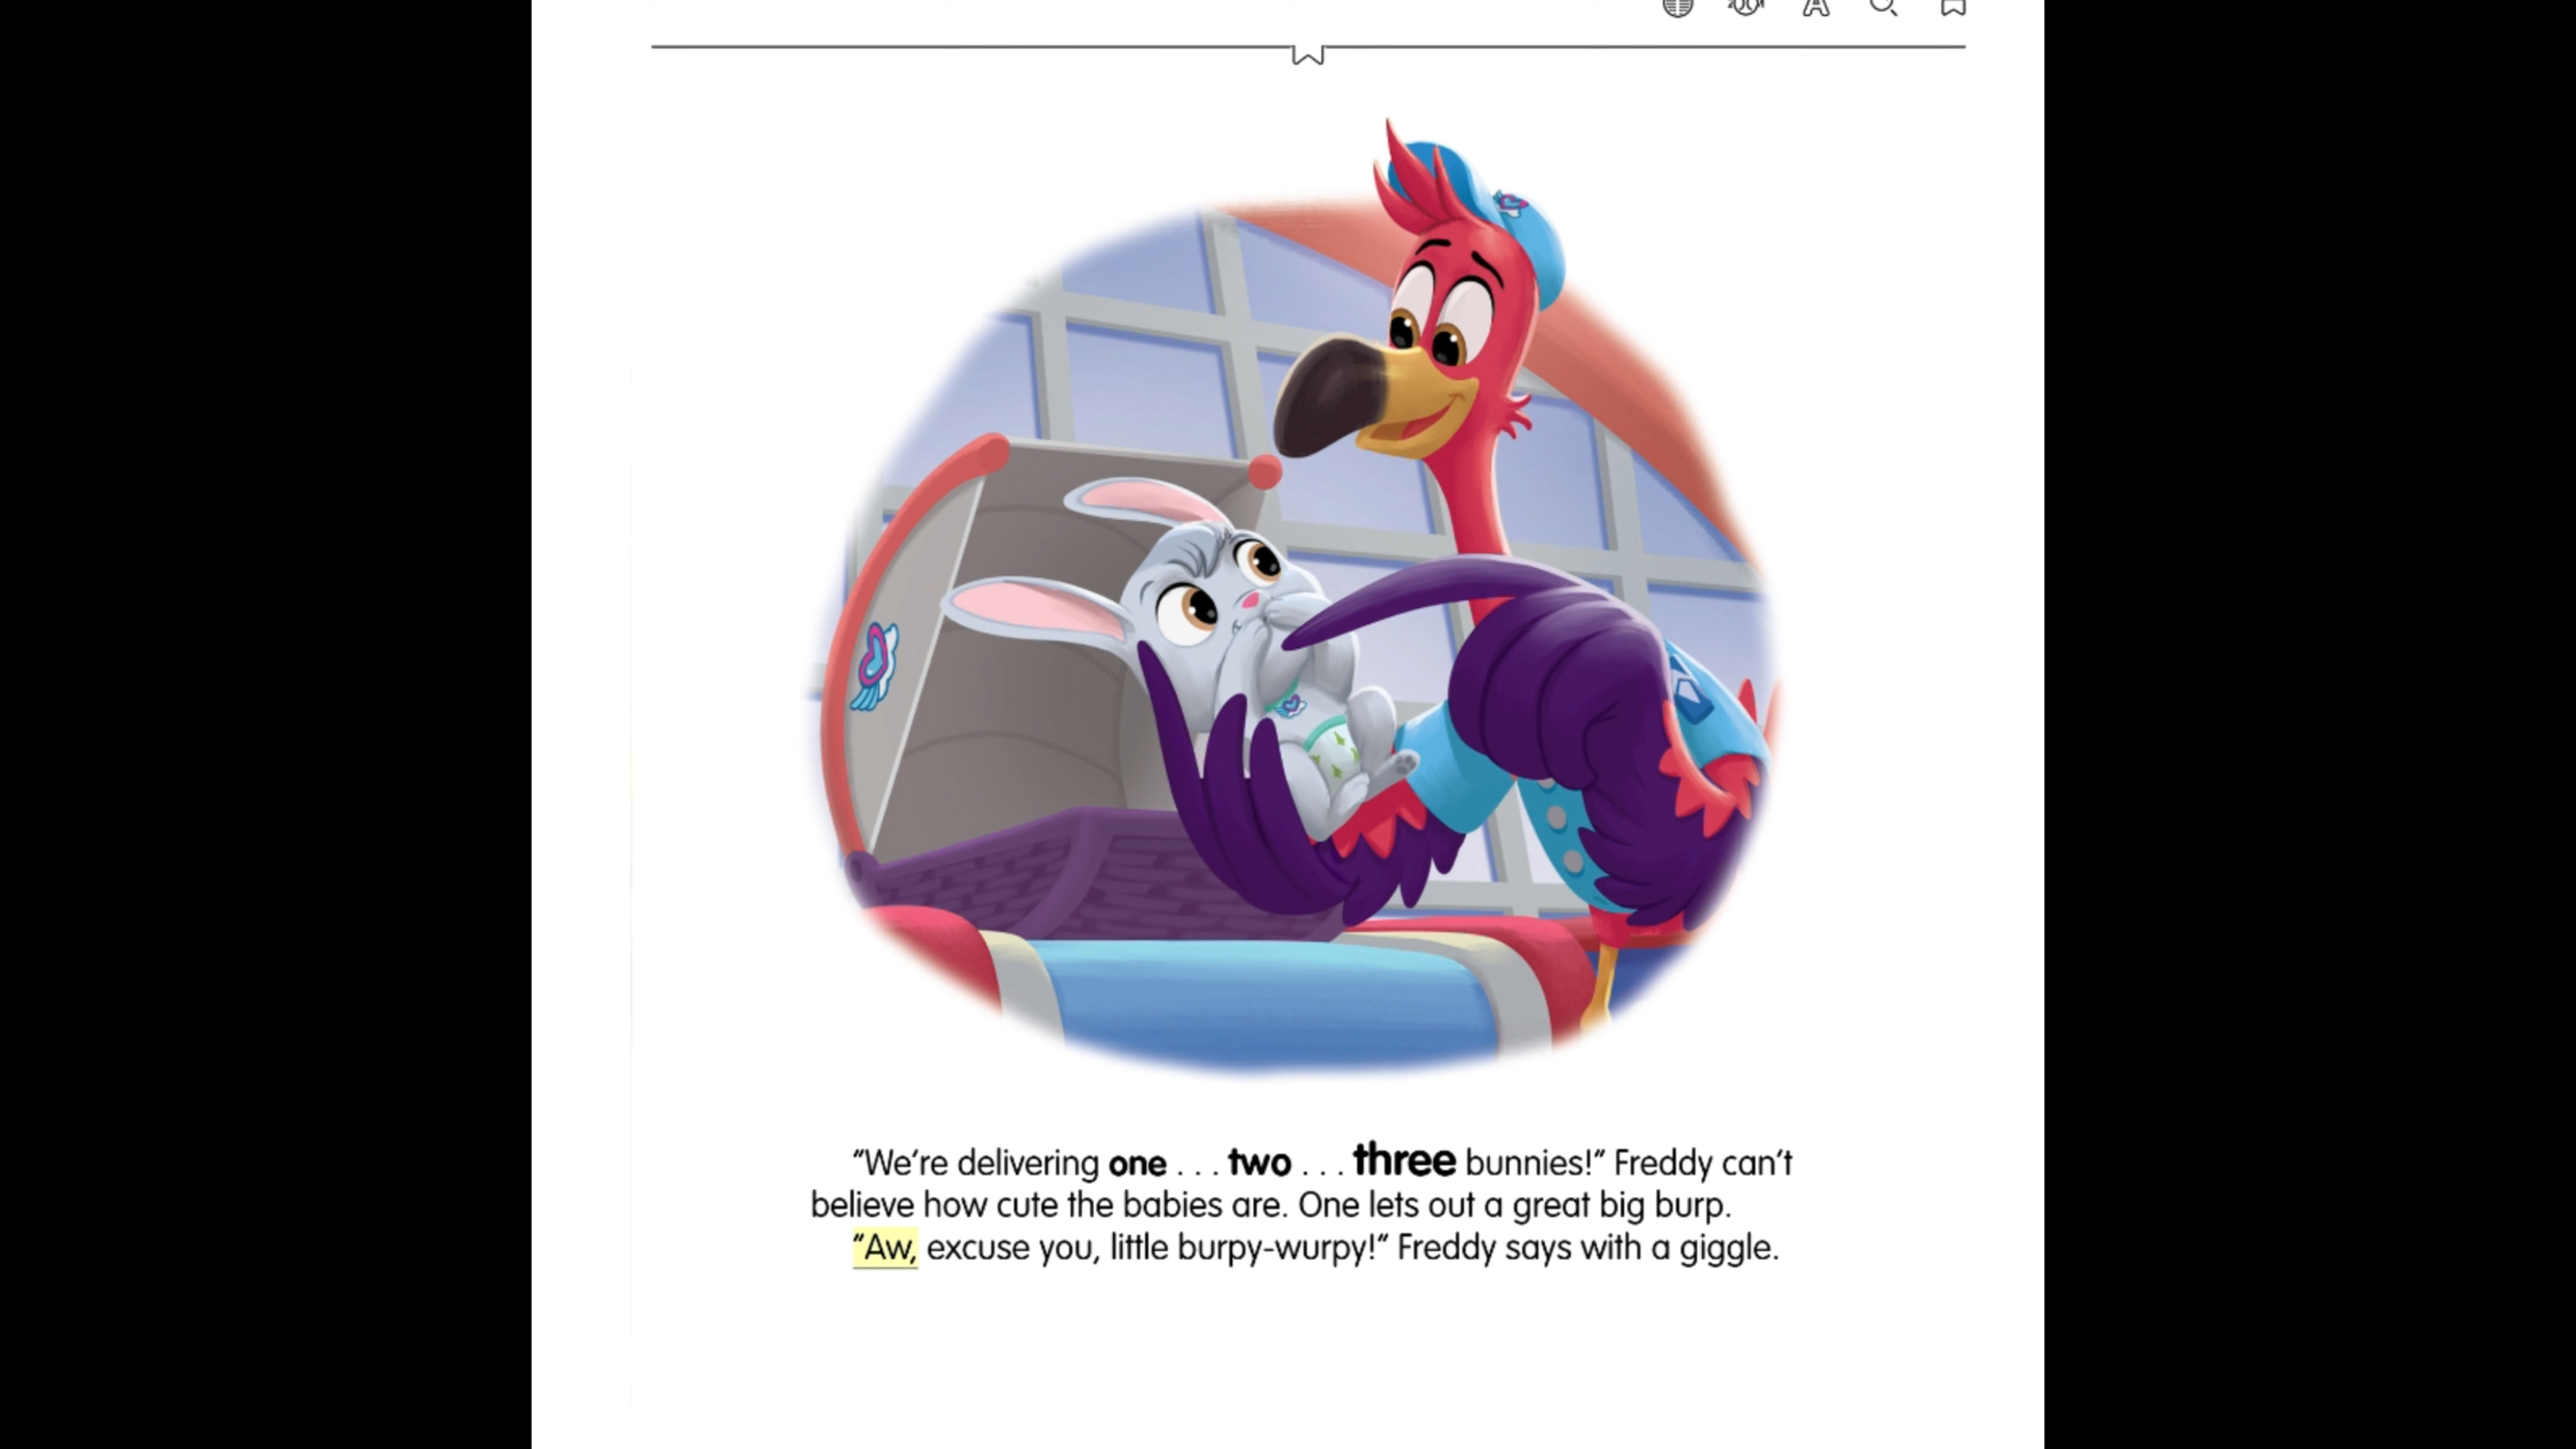 “We’re delivering one . . . two . . . three bunnies!” Freddy can’t
believe how cute the babies are. One lets out a great big burp.
“Aw, excuse you, little burpy-wurpy!“ Freddy says with a giggle.